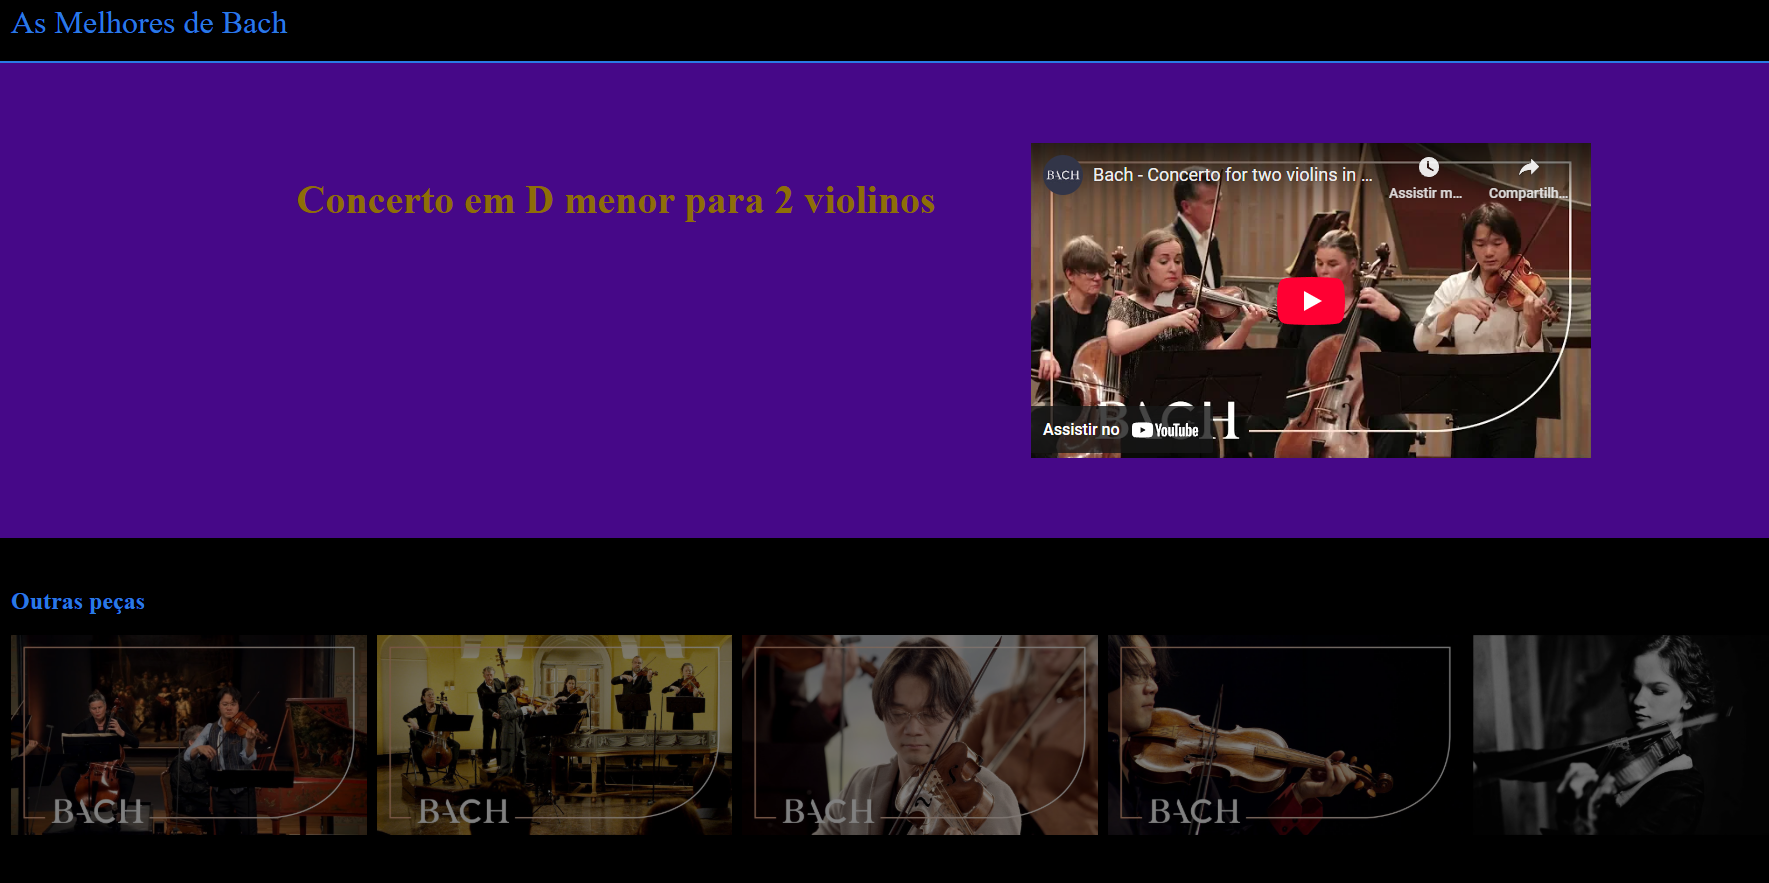 As Melhores de Bach
Concerto em D menor para 2 violinos
BACH
Bach - Concerto for two violins in ...
Assistir m...
Compartilh...
BACH
Assistir no YouTube
Outras peças
BACH
BACH
BACH
BACH